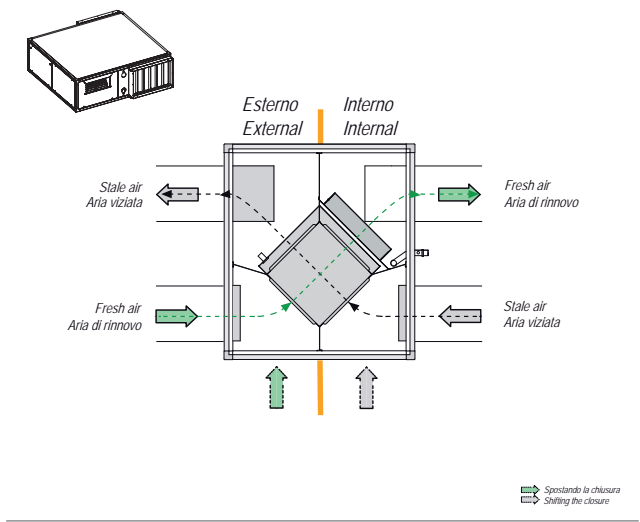 Esterno
External
Interno
Internal
Stale air
Aria viziata
Fresh air
Aria di rinnovo
Fresh air
Aria di rinnovo
Stale air
Aria viziata
Spostando la chiusura
Shifting the closure